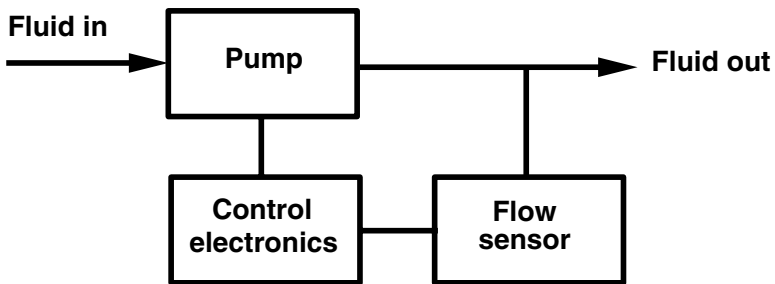 Fluid in
Pump
Fluid out
Control
electronics
Flow
sensor